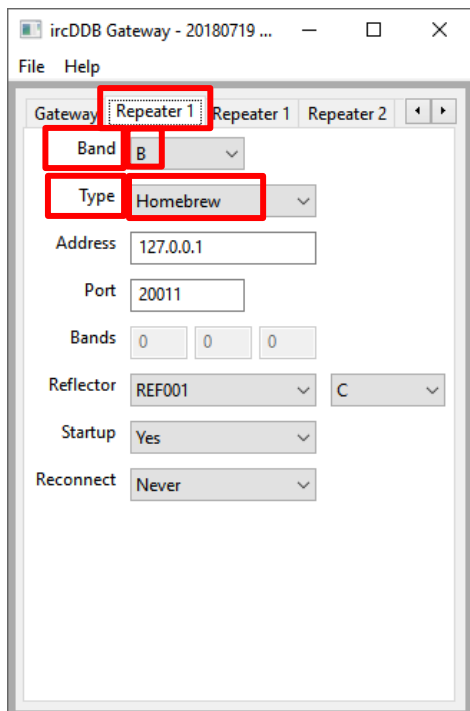 ircDDB Gateway - 20180719 ...
File Help
Gateway Repeater 1 Repeater 1 Repeater 2
Band B
Type Homebrew
Address 127.0.0.1
Port 20011
Bands 0 0 0
Reflector REF001 C
Startup Yes
Reconnect Never